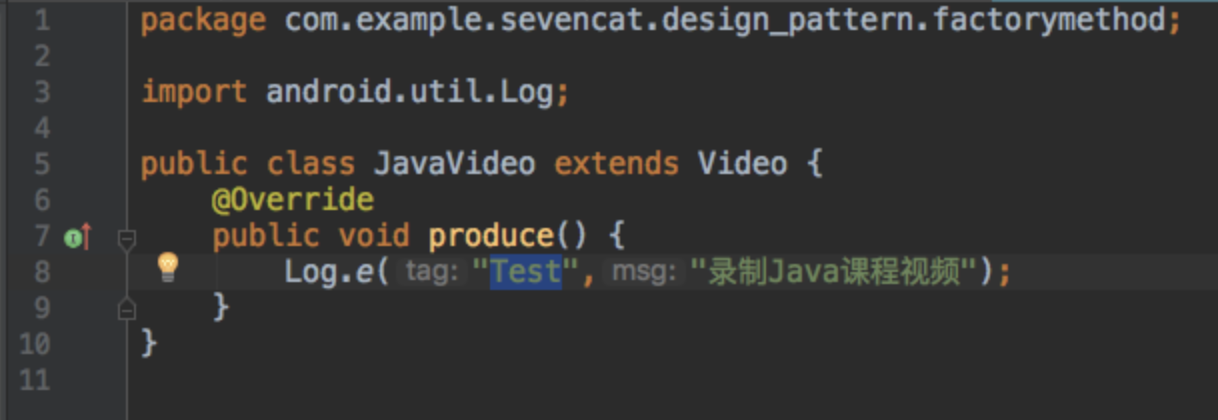 1 package com.example.sevencat.design_pattern.factorymethod;
2
3 import android.util.Log;
4
5 public class JavaVideo extends Video {
6 @Override
7 public void produce() {
8 Log.e( tag: "Test", msg: "录制Java课程视频");
9 }
10 }
11